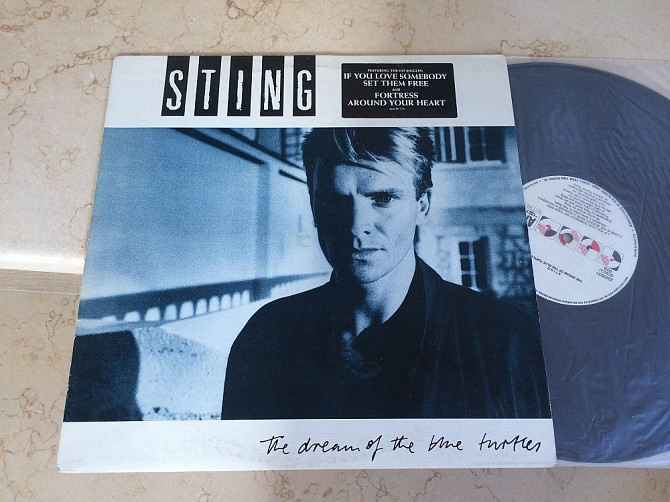 STING
FEATURING THE HIT SINGLES:
IF YOU LOVE SOMEBODY
SET THEM FREE
AND
FORTRESS
AROUND YOUR HEART
the dream of the blue turtles